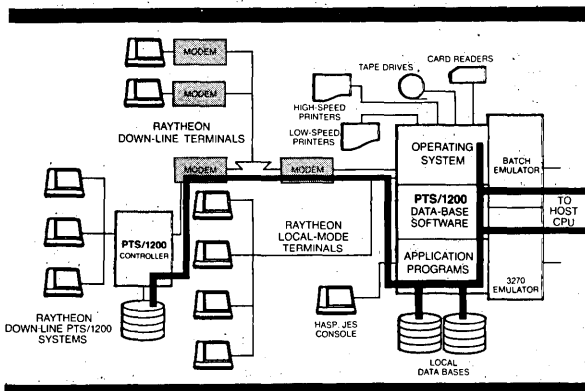 MODEM
MODEM
RAYTHEON
DOWN-LINE TERMINALS
TAPE DRIVES
CARD READERS
HIGH-SPEED
PRINTERS
LOW-SPEED
PRINTERS
OPERATING
SYSTEM
BATCH
EMULATOR
MODEM
MODEM
PTS/1200
DATA-BASE
SOFTWARE
TO
HOST
CPU
PTS/1200
CONTROLLER
RAYTHEON
LOCAL-MODE
TERMINALS
APPLICATION
PROGRAMS
3270
EMULATOR
RAYTHEON
DOWN-LINE PTS/1200
SYSTEMS
HASP, JES
CONSOLE
LOCAL
DATA BASES